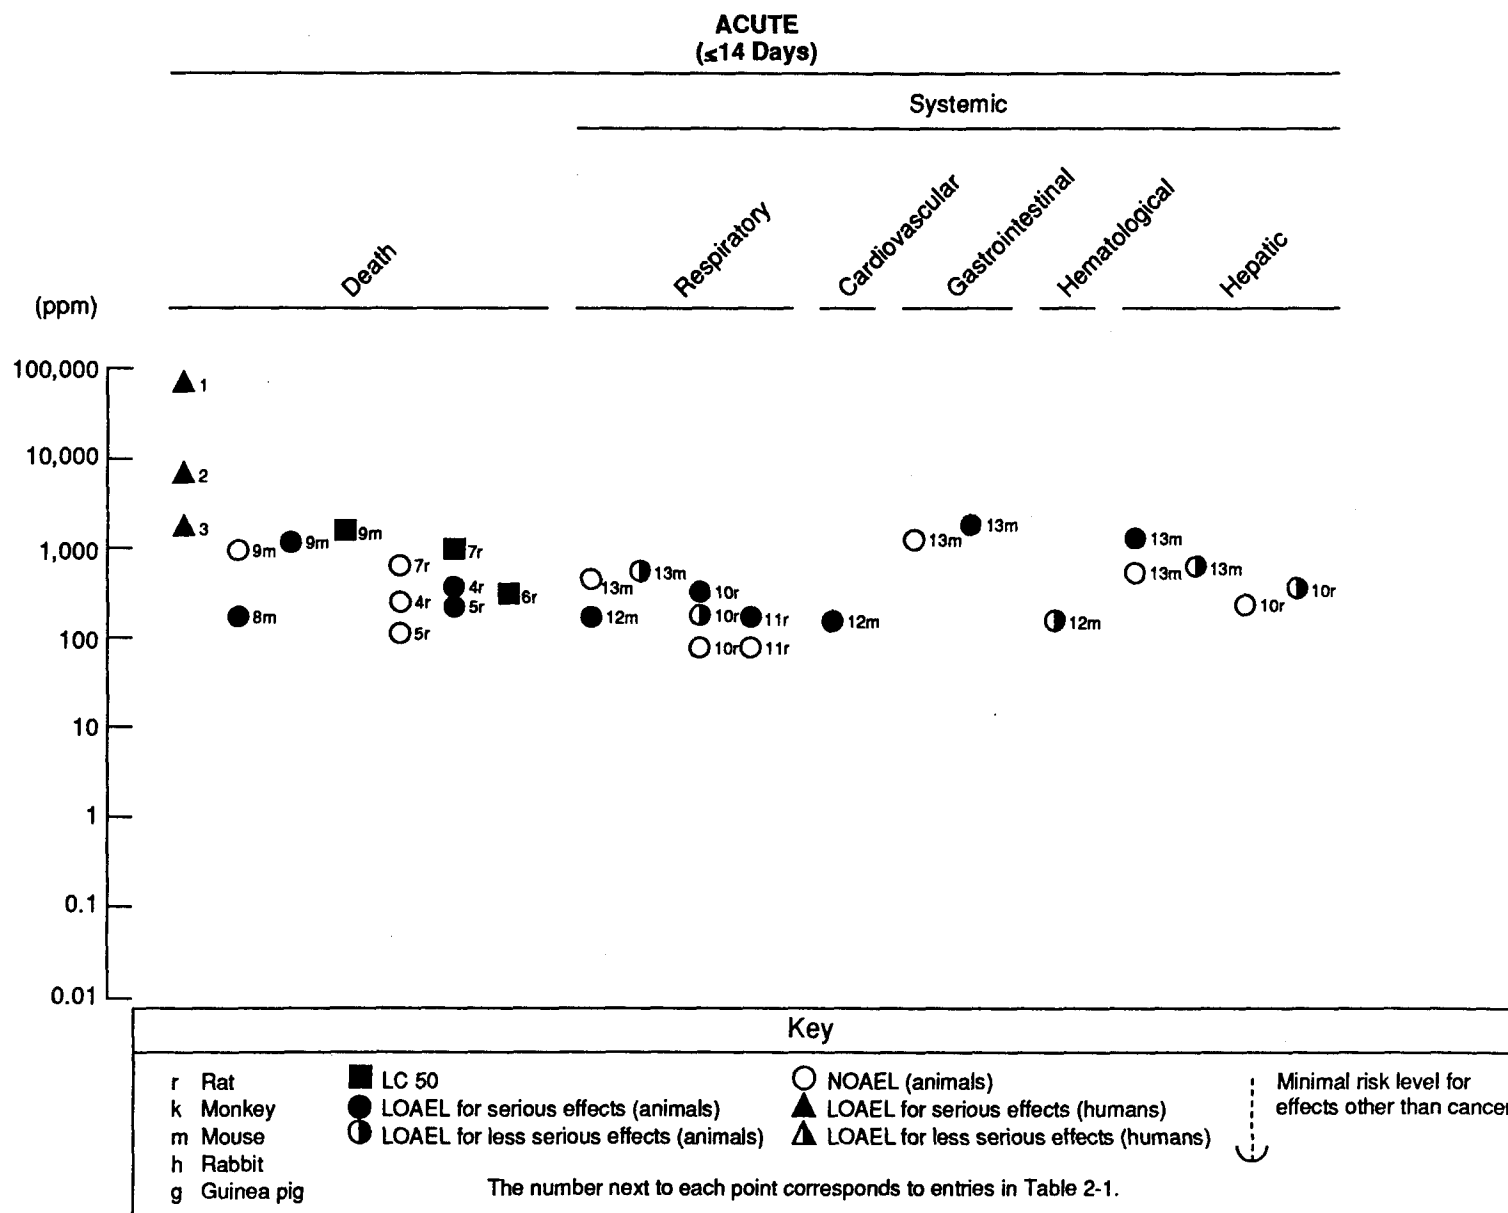 ACUTE
(≤14 Days)
Systemic
Death
Respiratory
Cardiovascular
Gastrointestinal
Hematological
Hepatic
(ppm)
100,000
10,000
1,000
100
10
1
0.1
0.01
1
2
3
9m
8m
9m
9m
7r
4r
5r
7r
4r
5r
6r
13m
12m
13m
10r
10r
10r
11r
11r
12m
13m
13m
12m
13m
13m
13m
10r
10r
Key
r Rat
k Monkey
m Mouse
h Rabbit
g Guinea pig
LC 50
LOAEL for serious effects (animals)
LOAEL for less serious effects (animals)
NOAEL (animals)
LOAEL for serious effects (humans)
LOAEL for less serious effects (humans)
Minimal risk level for
effects other than cancer
The number next to each point corresponds to entries in Table 2-1.